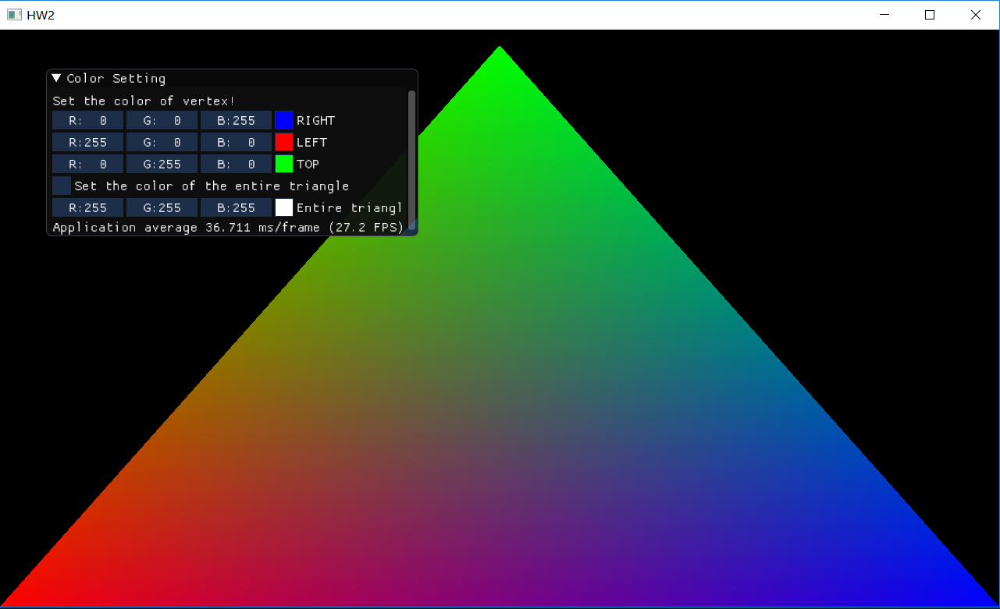 HW2
Color Setting
Set the color of vertex!
R: 0 G: 0 B:255 RIGHT
R:255 G: 0 B: 0 LEFT
R: 0 G:255 B: 0 TOP
Set the color of the entire triangle
R:255 G:255 B:255 Entire triangl
Application average 36.711 ms/frame (27.2 FPS)